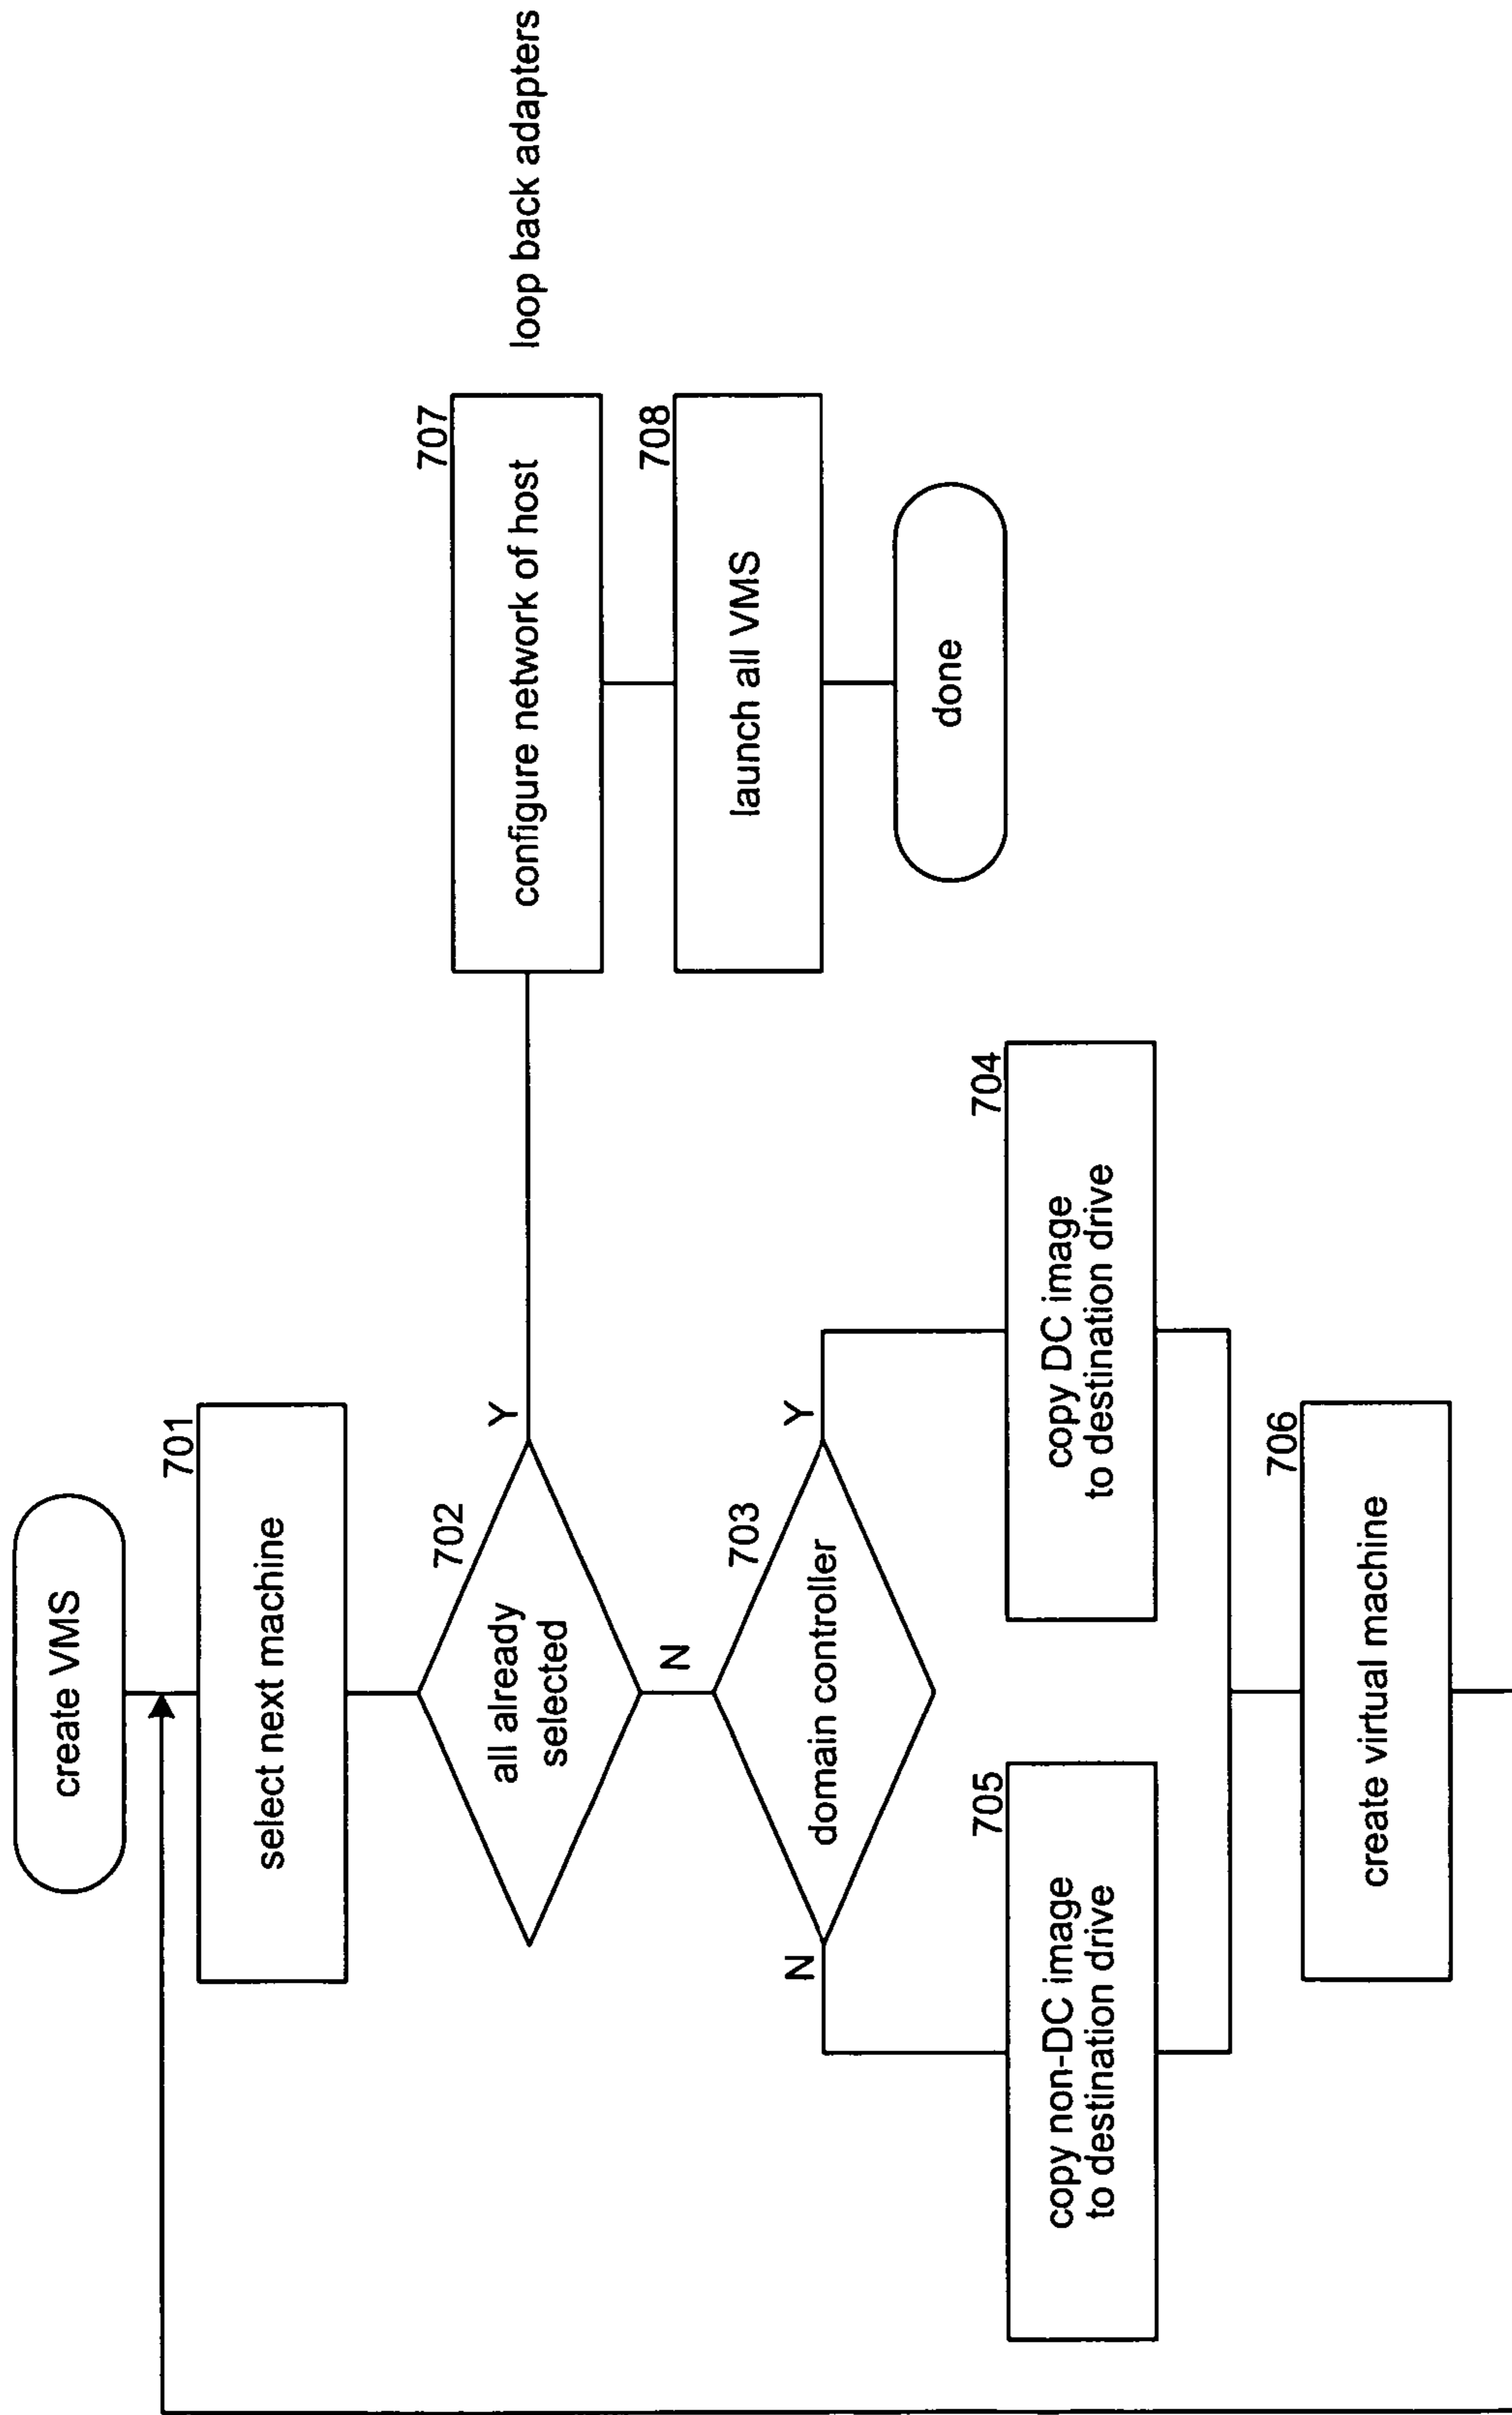 create VMS
701
select next machine
702
all already
selected
Y
N
707
configure network of host
loop back adapters
708
launch all VMS
done
703
domain controller
N
Y
705
copy non-DC image
to destination drive
704
copy DC image
to destination drive
706
create virtual machine